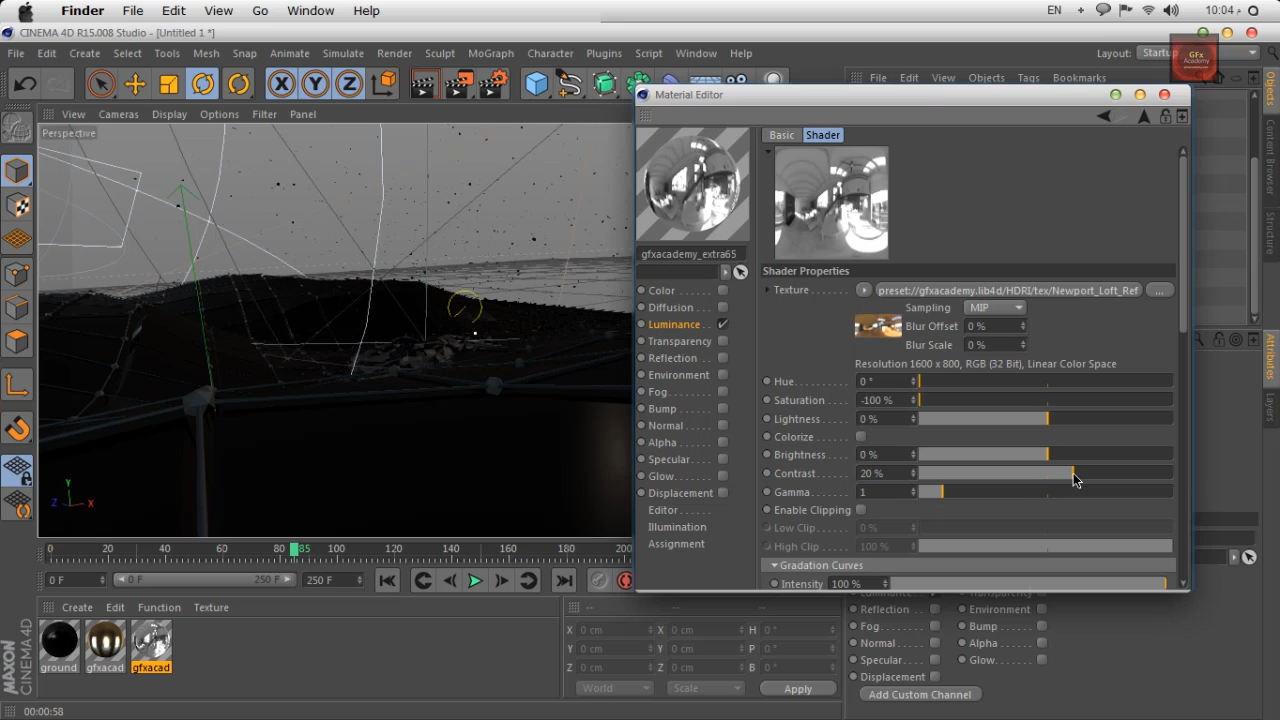 Finder File Edit View Go Window Help EN 10:04 م
CINEMA 4D R15.008 Studio - [Untitled 1 *]
File Edit Create Select Tools Mesh Snap Animate Simulate Render Sculpt MoGraph Character Plugins Script Window Help Layout: Startup
GFx
Academy
X Y Z
File Edit View Objects Tags Bookmarks
View Cameras Display Options Filter Panel
Perspective
Material Editor
Basic Shader
gfxacademy_extra65
Shader Properties
Texture preset://gfxacademy.lib4d/HDRI/tex/Newport_Loft_Ref ...
Sampling MIP
Blur Offset 0 %
Blur Scale 0 %
Resolution 1600 x 800, RGB (32 Bit), Linear Color Space
Hue 0 °
Saturation -100 %
Lightness 0 %
Colorize
Brightness 0 %
Contrast 20 %
Gamma 1
Enable Clipping
Low Clip 0 %
High Clip 100 %
Gradation Curves
Intensity 100 %
Color
Diffusion
Luminance
Transparency
Reflection
Environment
Fog
Bump
Normal
Alpha
Specular
Glow
Displacement
Editor
Illumination
Assignment
Objects
Content Browser
Structure
Attributes
Layers
Y
Z X
0 20 40 60 80 85 100 120 140 160 180 200
0 F 0 F 250 F 250 F
Create Edit Function Texture
ground gfxacad gfxacad
-- -- --
X 0 cm X 0 cm H 0 °
Y 0 cm Y 0 cm P 0 °
Z 0 cm Z 0 cm B 0 °
World Scale Apply
Reflection Environment
Fog Bump
Normal Alpha
Specular Glow
Displacement
Add Custom Channel
MAXON
CINEMA 4D
00:00:58